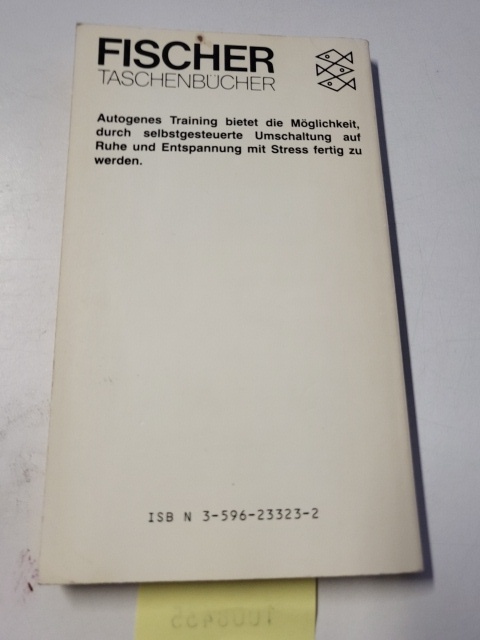 FISCHER
TASCHENBÜCHER
Autogenes Training bietet die Möglichkeit,
durch selbstgesteuerte Umschaltung auf
Ruhe und Entspannung mit Stress fertig zu
werden.
ISB N 3-596-23323-2